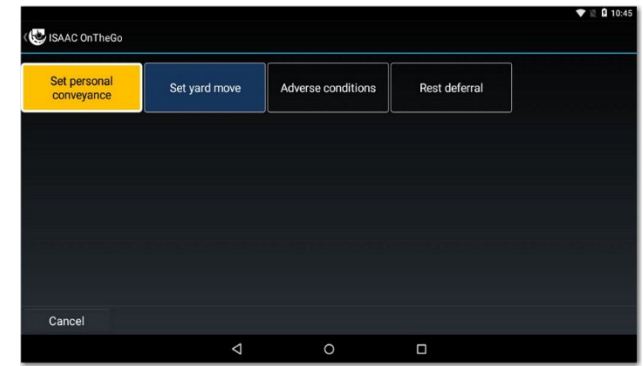 10:45
ISAAC OnTheGo
Set personal
conveyance
Set yard move
Adverse conditions
Rest deferral
Cancel